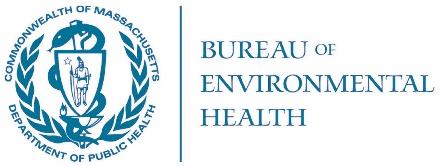 COMMONWEALTH OF MASSACHUSETTS
DEPARTMENT OF PUBLIC HEALTH
BUREAU OF
ENVIRONMENTAL
HEALTH